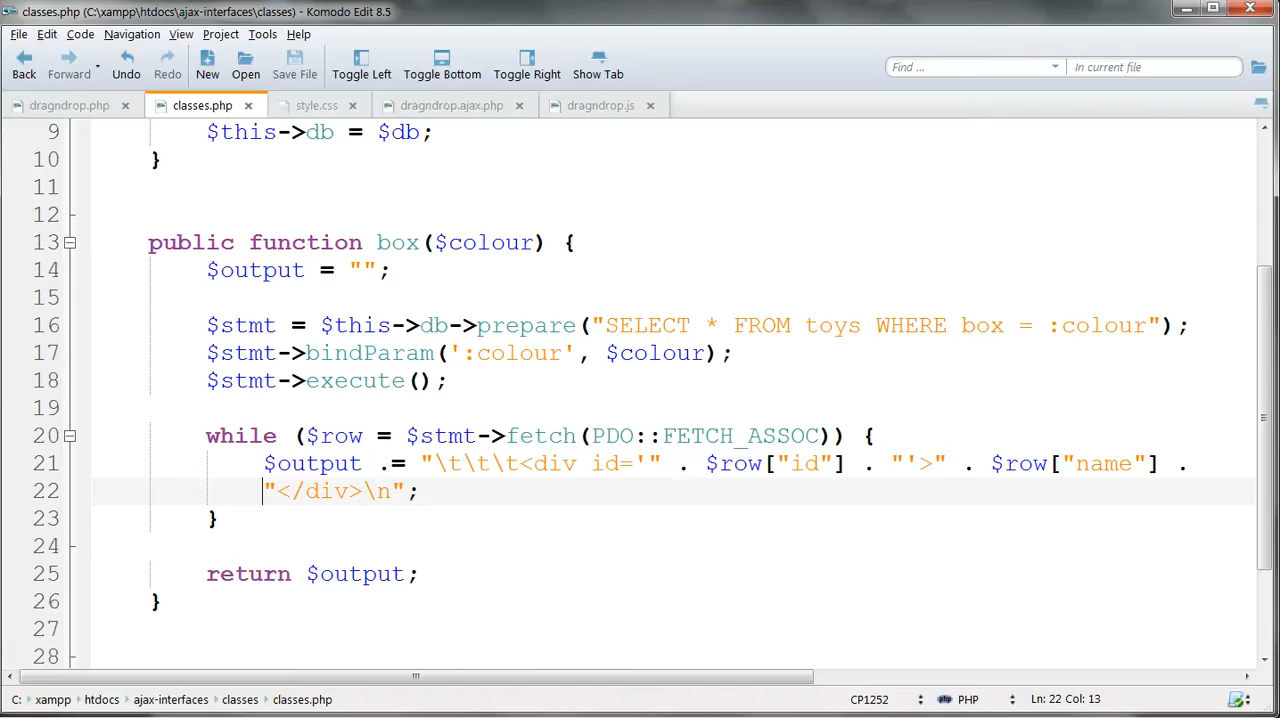 classes.php (C:\xampp\htdocs\ajax-interfaces\classes) - Komodo Edit 8.5
File Edit Code Navigation View Project Tools Help
Back Forward Undo Redo New Open Save File Toggle Left Toggle Bottom Toggle Right Show Tab Find ... In current file
dragndrop.php classes.php style.css dragndrop.ajax.php dragndrop.js
9 $this->db = $db;
10 }
11
12
13 public function box($colour) {
14 $output = "";
15
16 $stmt = $this->db->prepare("SELECT * FROM toys WHERE box = :colour");
17 $stmt->bindParam(':colour', $colour);
18 $stmt->execute();
19
20 while ($row = $stmt->fetch(PDO::FETCH_ASSOC)) {
21 $output .= "\t\t\t<div id='" . $row["id"] . "'>" . $row["name"] .
22 "</div>\n";
23 }
24
25 return $output;
26 }
27
28
C: xampp htdocs ajax-interfaces classes classes.php CP1252 PHP Ln: 22 Col: 13